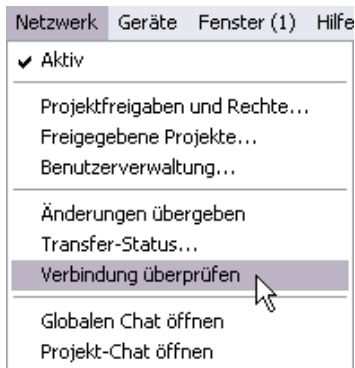 Netzwerk Geräte Fenster (1) Hilfe
Aktiv
Projektfreigaben und Rechte...
Freigegebene Projekte...
Benutzerverwaltung...
Änderungen übergeben
Transfer-Status...
Verbindung überprüfen
Globalen Chat öffnen
Projekt-Chat öffnen